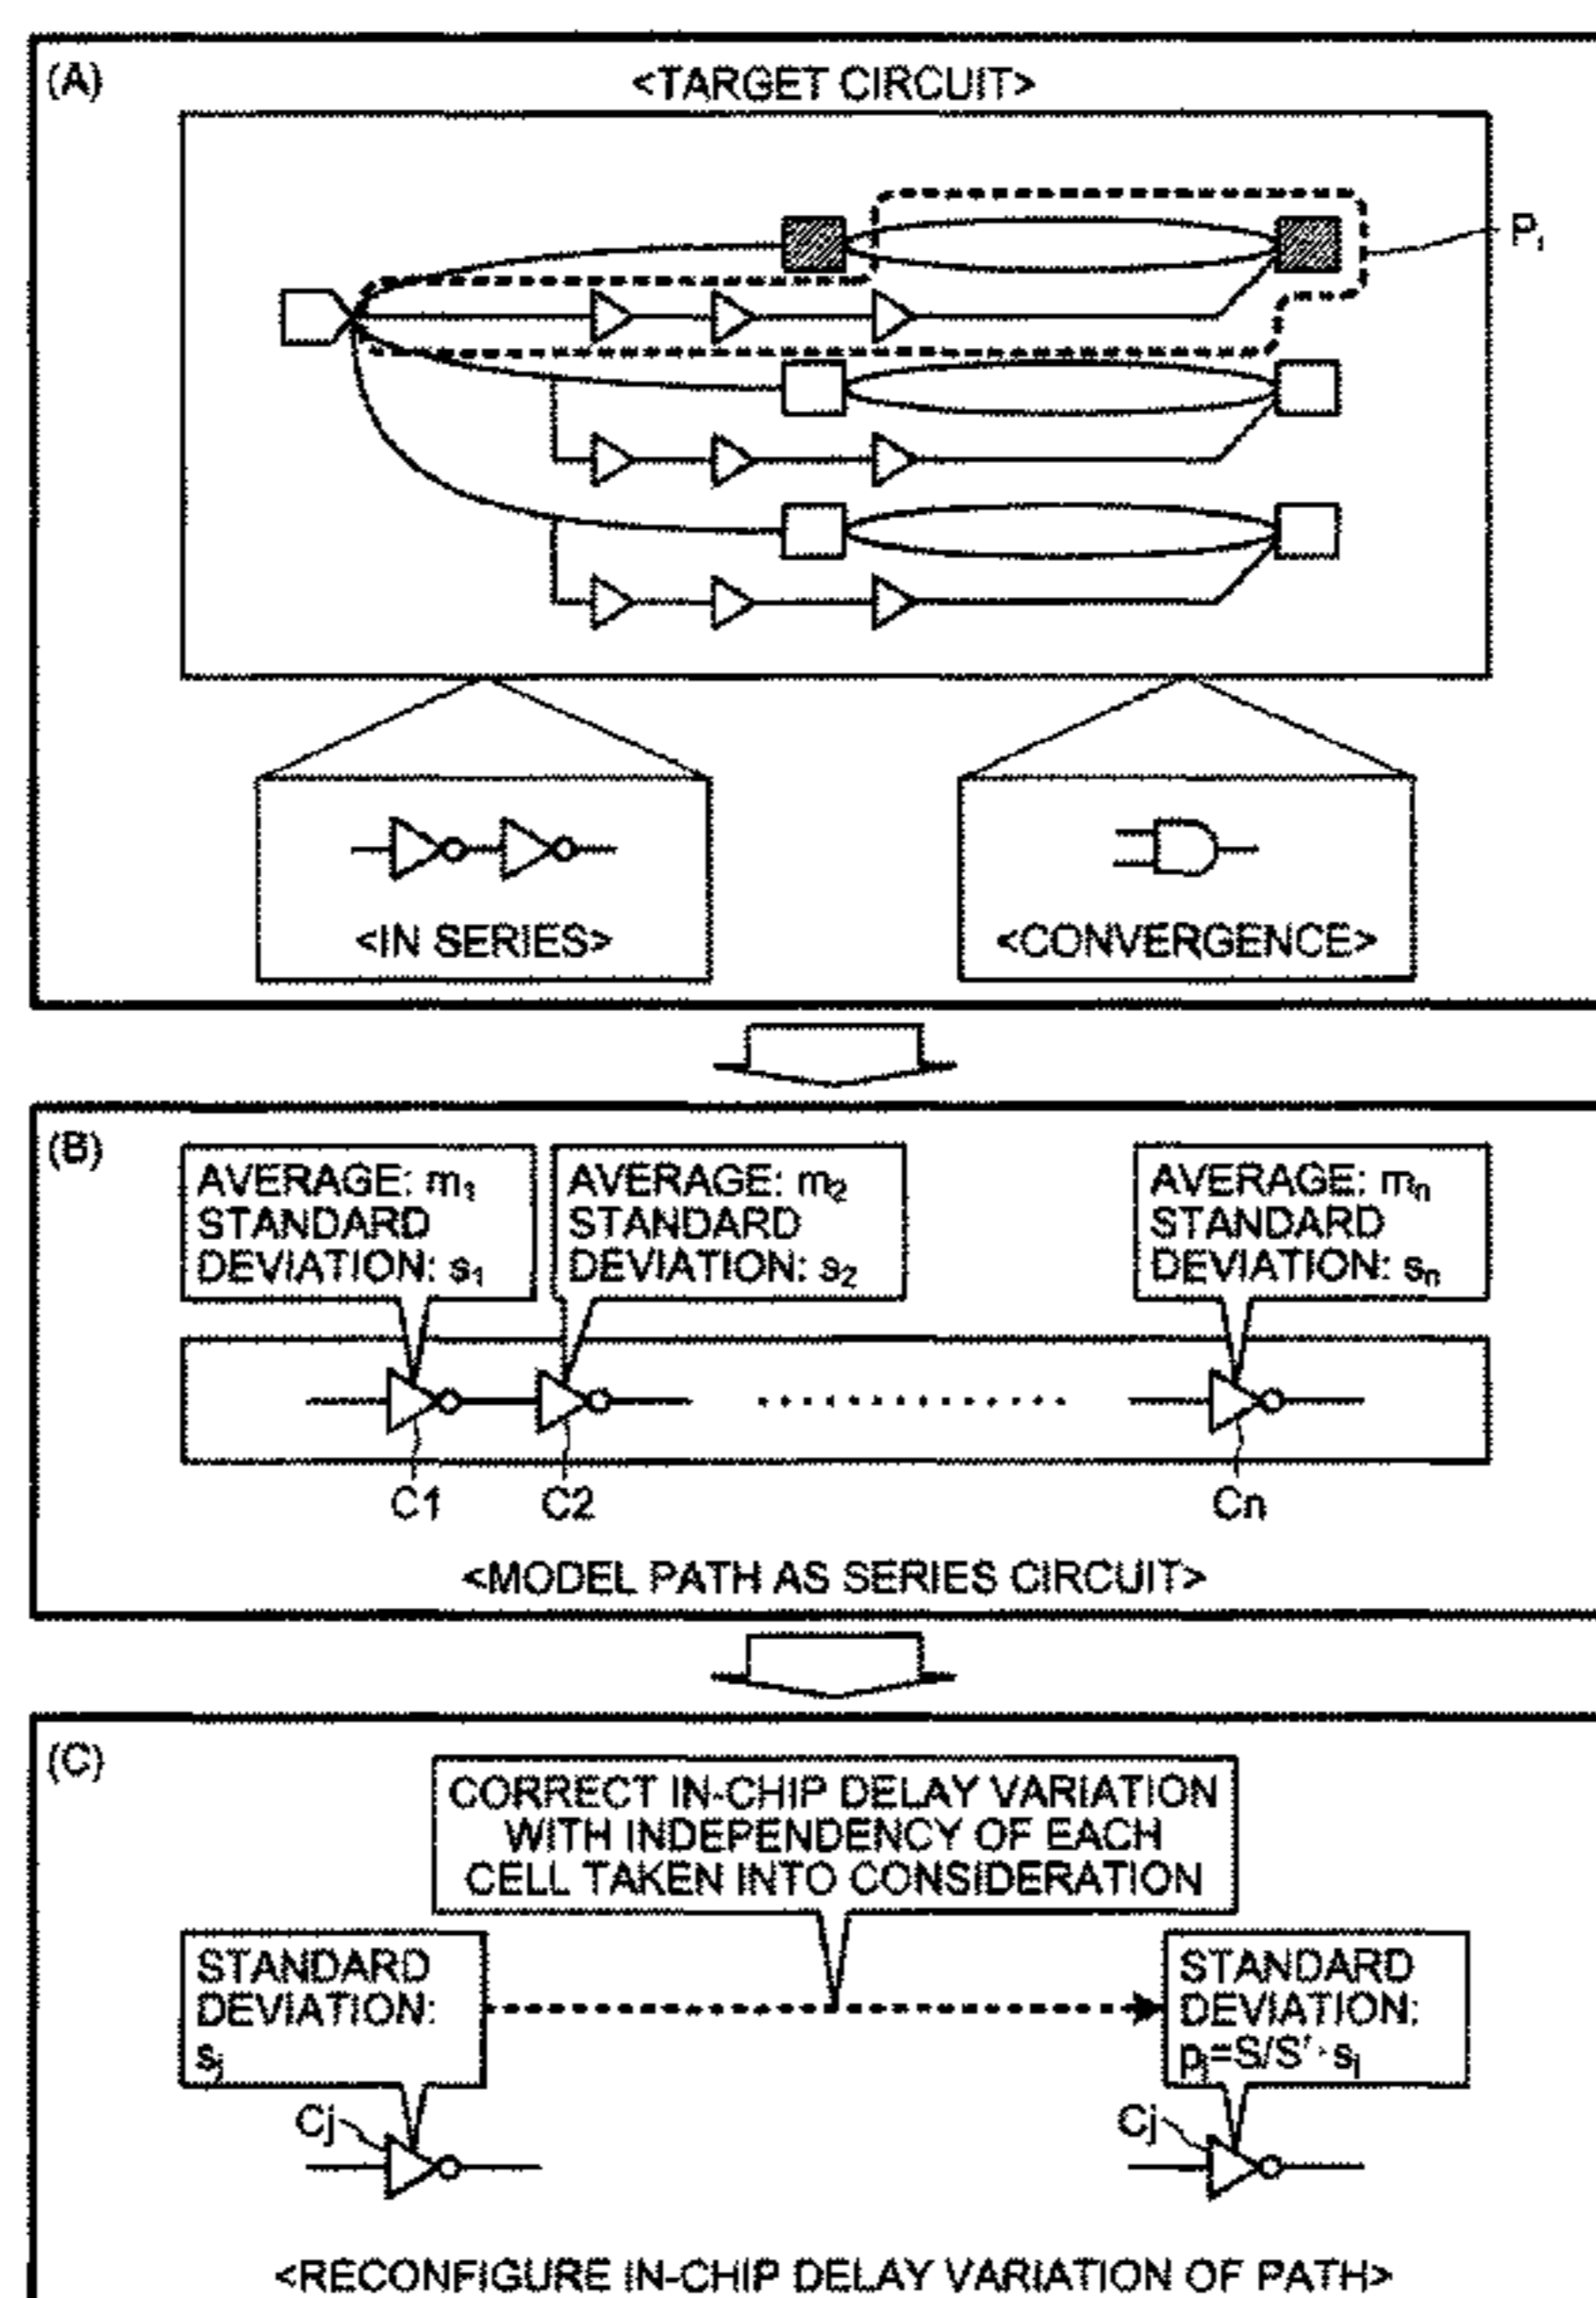 (A)
<TARGET CIRCUIT>
Pᵢ
<IN SERIES>
<CONVERGENCE>
(B)
AVERAGE: m₁
STANDARD
DEVIATION: s₁
AVERAGE: m₂
STANDARD
DEVIATION: s₂
AVERAGE: mₙ
STANDARD
DEVIATION: sₙ
C1
C2
Cn
<MODEL PATH AS SERIES CIRCUIT>
(C)
CORRECT IN-CHIP DELAY VARIATION
WITH INDEPENDENCY OF EACH
CELL TAKEN INTO CONSIDERATION
STANDARD
DEVIATION:
sⱼ
STANDARD
DEVIATION:
pⱼ=S/S'·sⱼ
Cj
Cj
<RECONFIGURE IN-CHIP DELAY VARIATION OF PATH>